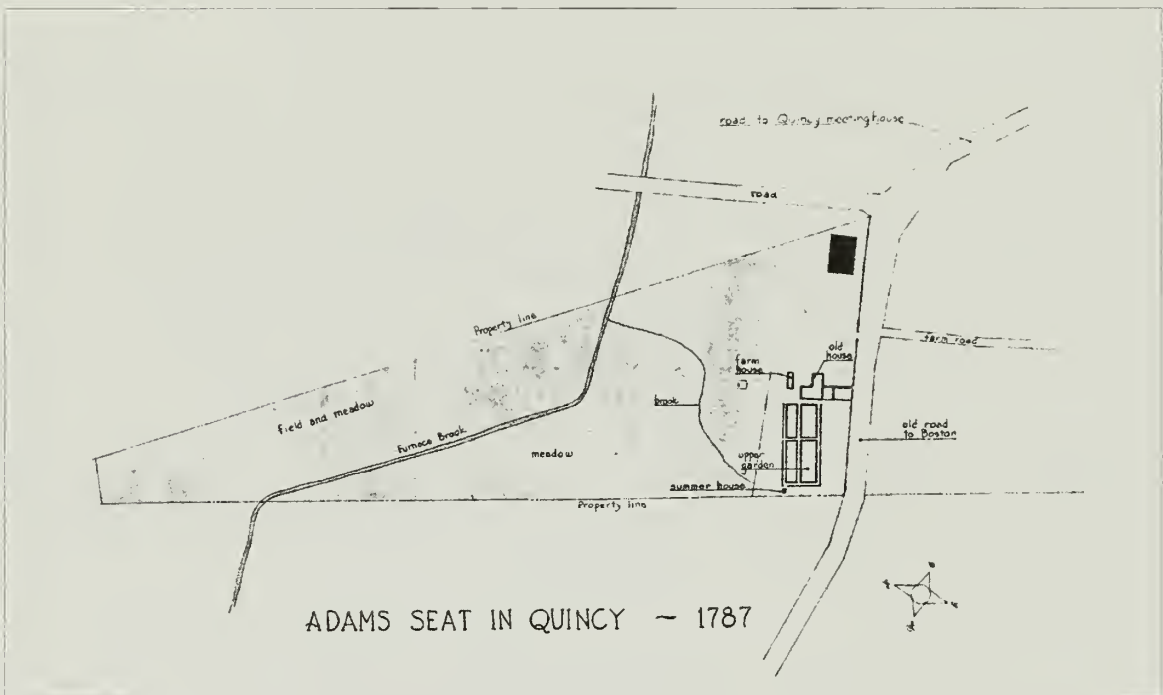 road to Quincy meetinghouse
road
Property line
farm road
farm
house
old
house
field and meadow
Furnace Brook
brook
meadow
old road
to Boston
upper
garden
summer house
Property line
ADAMS SEAT IN QUINCY ~ 1787